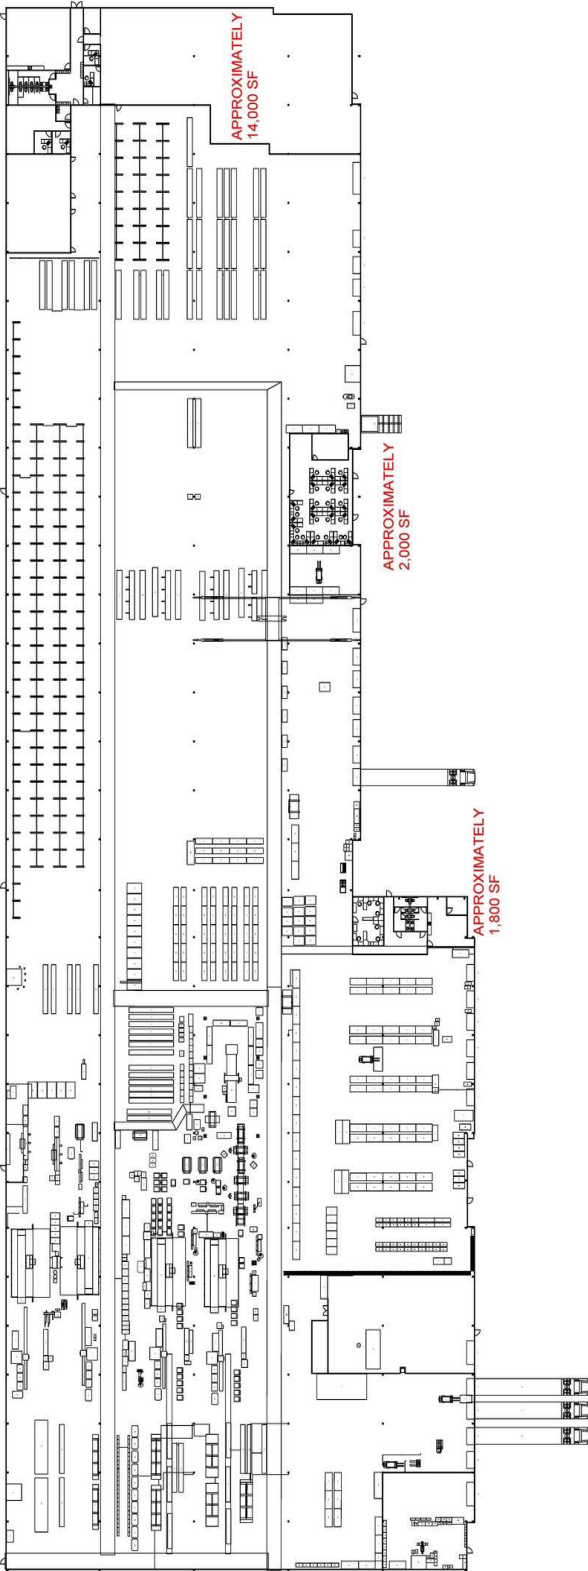 APPROXIMATELY
14,000 SF
APPROXIMATELY
2,000 SF
APPROXIMATELY
1,800 SF